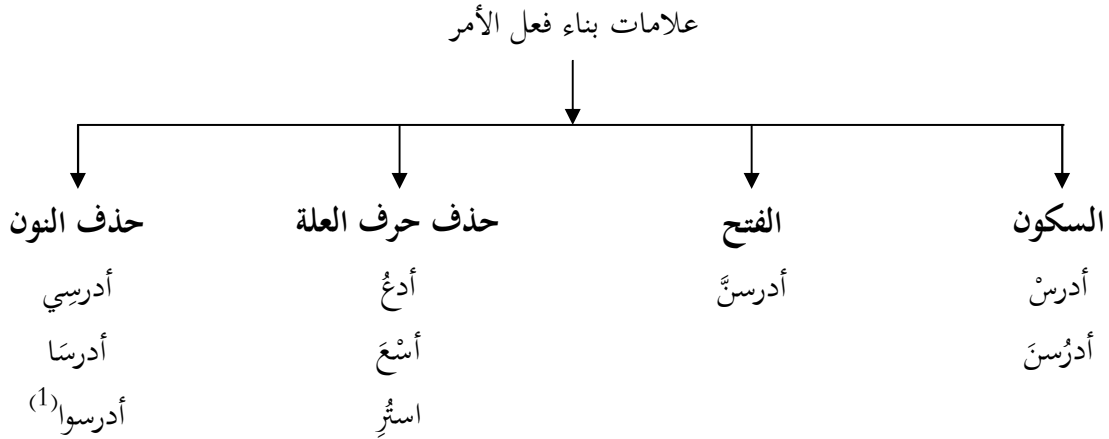 علامات بناء فعل الأمر
السكون الفتح حذف حرف العلة حذف النون
أدرسْ أدرسنَّ أدعُ أدرسِي
أدرُسنَ أسْعَ أدرسَا
استُرِ أدرسوا(1)